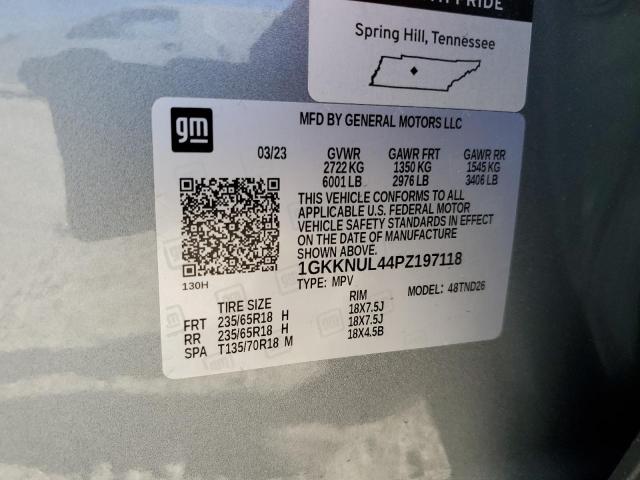 PRIDE
Spring Hill, Tennessee
gm
MFD BY GENERAL MOTORS LLC
03/23 GVWR GAWR FRT GAWR RR
2722 KG 1350 KG 1545 KG
6001 LB 2976 LB 3406 LB
THIS VEHICLE CONFORMS TO ALL
APPLICABLE U.S. FEDERAL MOTOR
VEHICLE SAFETY STANDARDS IN EFFECT
ON THE DATE OF MANUFACTURE
SHOWN ABOVE.
1GKKNUL44PZ197118
130H
TYPE: MPV MODEL: 48TND26
TIRE SIZE RIM
FRT 235/65R18 H 18X7.5J
RR 235/65R18 H 18X7.5J
SPA T135/70R18 M 18X4.5B